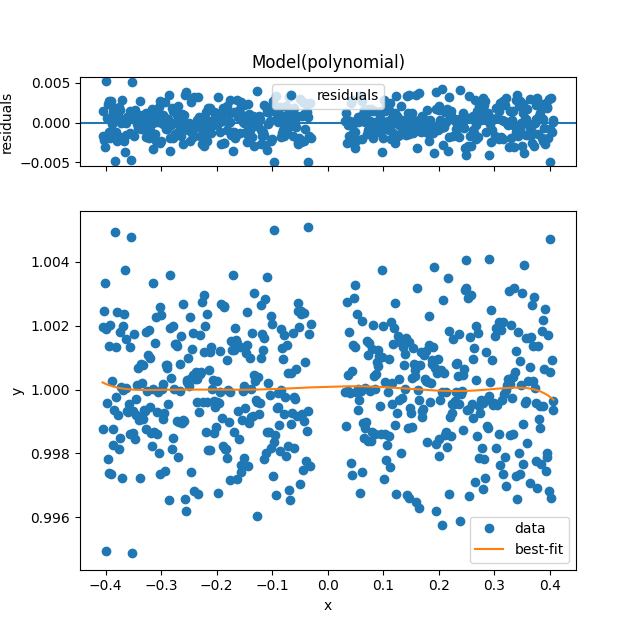 Model(polynomial)
0.005
0.000
−0.005
residuals
residuals
1.004
1.002
1.000
0.998
0.996
y
data
best-fit
−0.4 −0.3 −0.2 −0.1 0.0 0.1 0.2 0.3 0.4
x